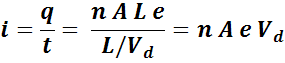 i = q/t = n A L e / L/V_d = n A e V_d